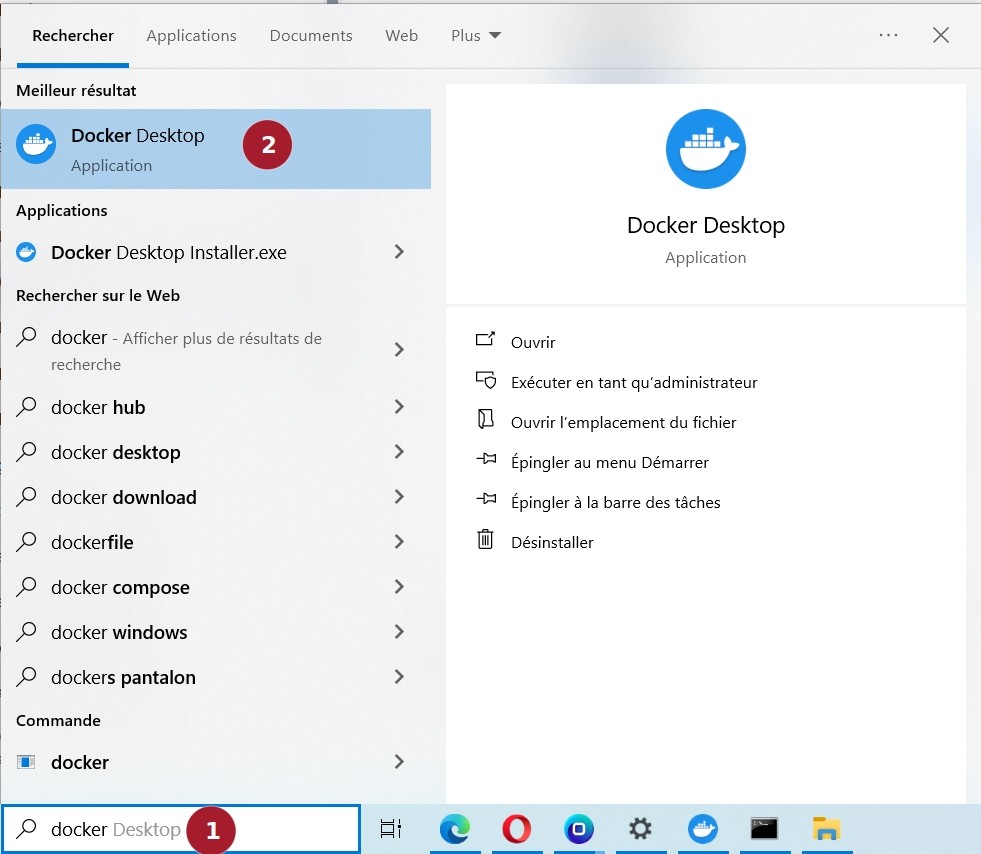 Rechercher Applications Documents Web Plus
Meilleur résultat
Docker Desktop
Application
2
Applications
Docker Desktop Installer.exe
Rechercher sur le Web
docker - Afficher plus de résultats de
recherche
docker hub
docker desktop
docker download
dockerfile
docker compose
docker windows
dockers pantalon
Commande
docker
Docker Desktop
Application
Ouvrir
Exécuter en tant qu’administrateur
Ouvrir l’emplacement du fichier
Épingler au menu Démarrer
Épingler à la barre des tâches
Désinstaller
docker Desktop
1